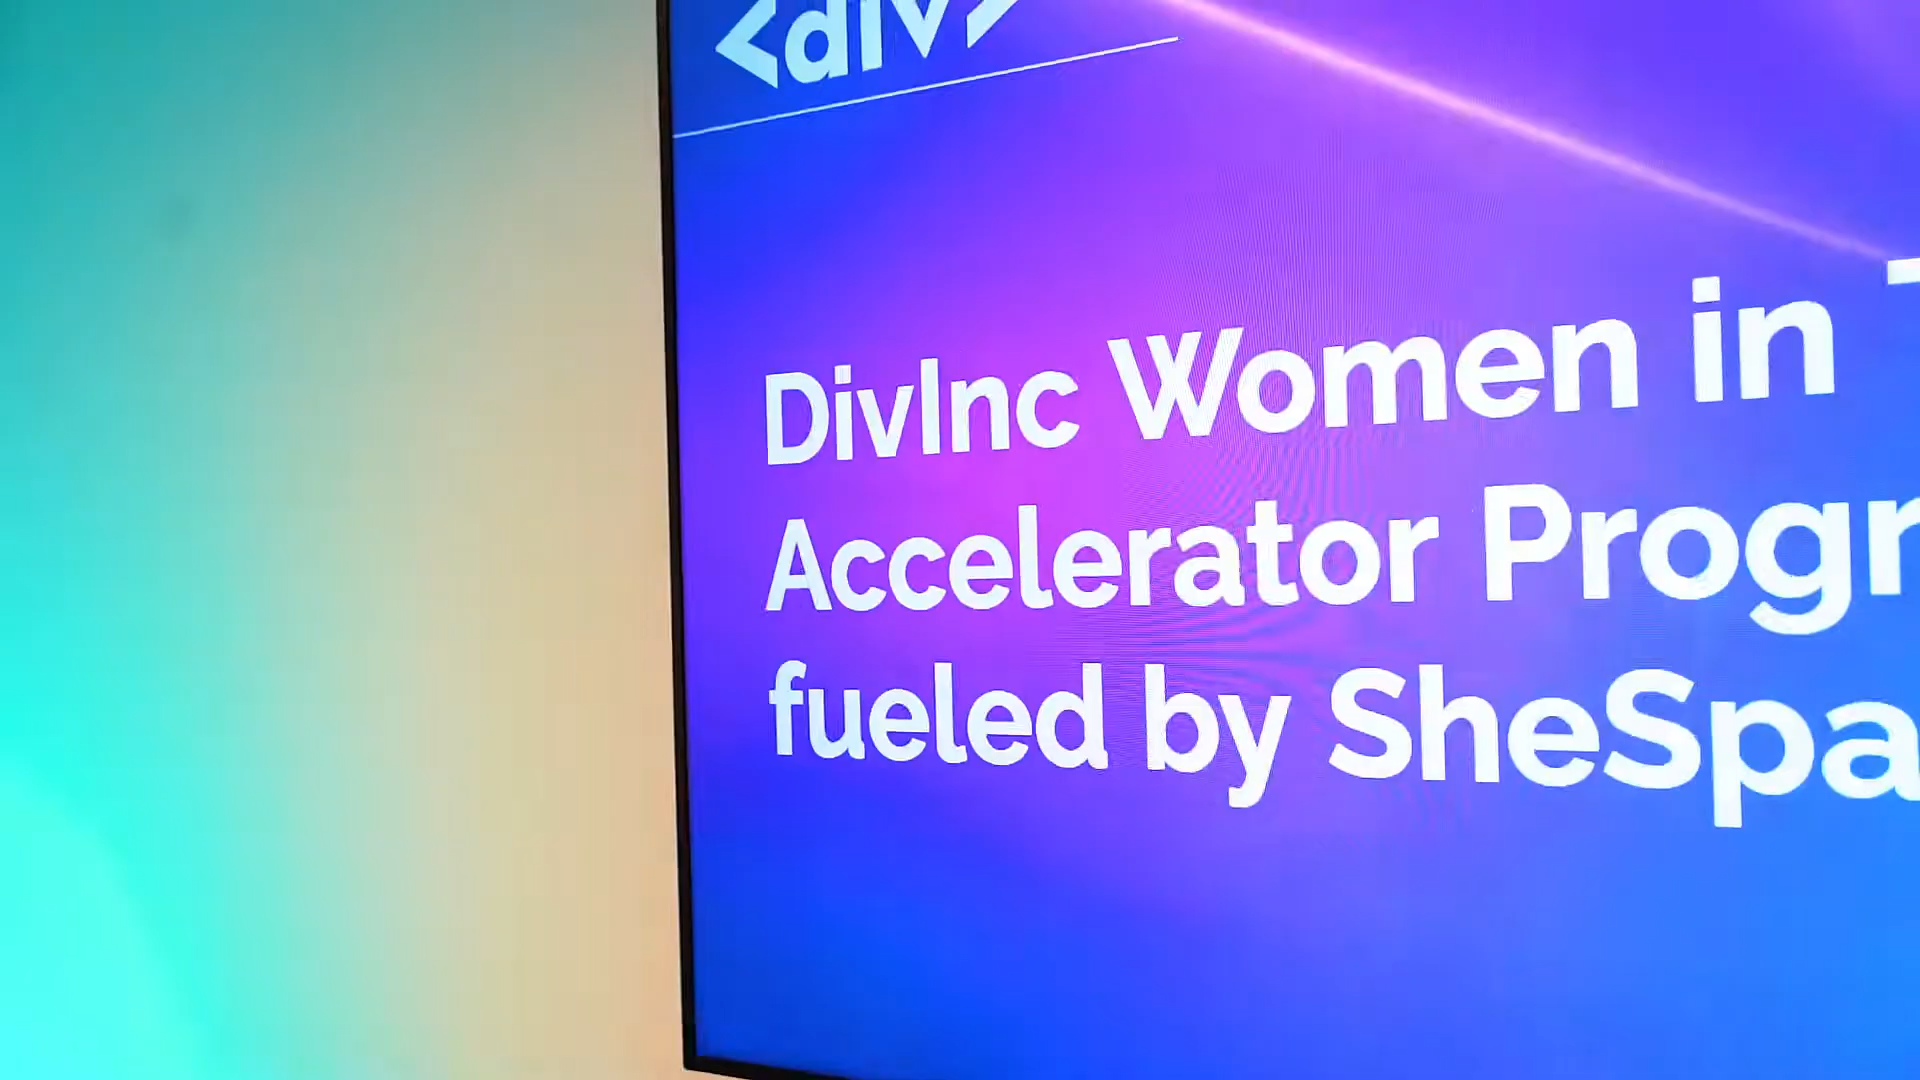 <div>
DivInc Women in T
Accelerator Progr
fueled by SheSpa